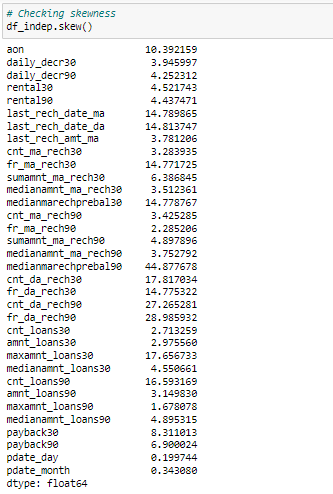 # Checking skewness
df_indep.skew()
aon 10.392159
daily_decr30 3.945997
daily_decr90 4.252312
rental30 4.521743
rental90 4.437471
last_rech_date_ma 14.789865
last_rech_date_da 14.813747
last_rech_amt_ma 3.781206
cnt_ma_rech30 3.283935
fr_ma_rech30 14.771725
sumamnt_ma_rech30 6.386845
medianamnt_ma_rech30 3.512361
medianmarechprebal30 14.778767
cnt_ma_rech90 3.425285
fr_ma_rech90 2.285206
sumamnt_ma_rech90 4.897896
medianamnt_ma_rech90 3.752792
medianmarechprebal90 44.877678
cnt_da_rech30 17.817034
fr_da_rech30 14.775322
cnt_da_rech90 27.265281
fr_da_rech90 28.985932
cnt_loans30 2.713259
amnt_loans30 2.975560
maxamnt_loans30 17.656733
medianamnt_loans30 4.550661
cnt_loans90 16.593169
amnt_loans90 3.149830
maxamnt_loans90 1.678078
medianamnt_loans90 4.895315
payback30 8.311013
payback90 6.900024
pdate_day 0.199744
pdate_month 0.343080
dtype: float64